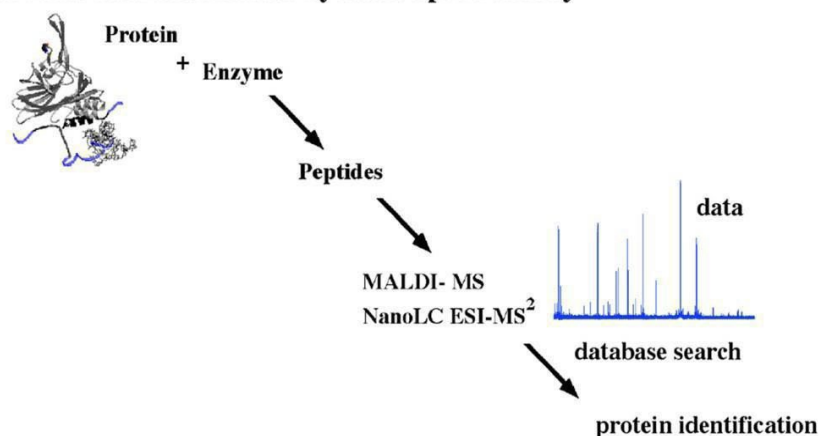 Protein
+ Enzyme
Peptides
data
MALDI- MS
NanoLC ESI-MS²
database search
protein identification